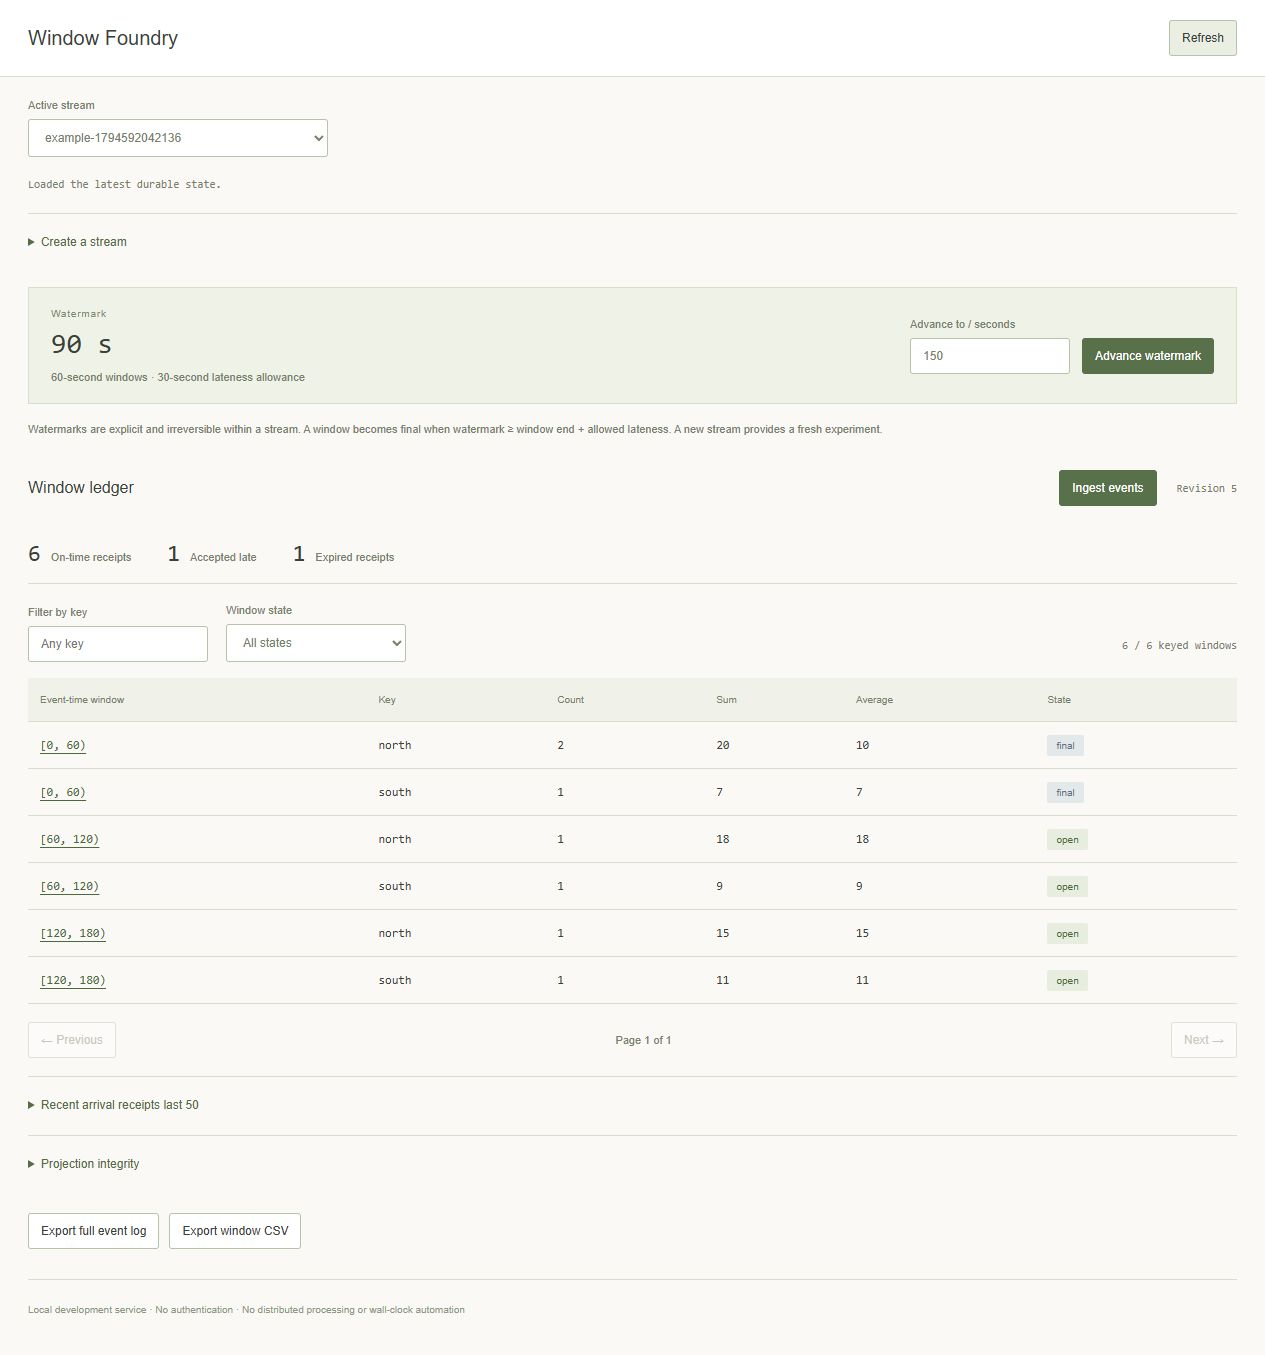 Window Foundry
Refresh
Active stream
example-1794592042136
Loaded the latest durable state.
Create a stream
Watermark
90 s
60-second windows · 30-second lateness allowance
Advance to / seconds
150
Advance watermark
Watermarks are explicit and irreversible within a stream. A window becomes final when watermark ≥ window end + allowed lateness. A new stream provides a fresh experiment.
Window ledger
Ingest events
Revision 5
6 On-time receipts 1 Accepted late 1 Expired receipts
Filter by key
Any key
Window state
All states
6 / 6 keyed windows
Event-time window Key Count Sum Average State
[0, 60) north 2 20 10 final
[0, 60) south 1 7 7 final
[60, 120) north 1 18 18 open
[60, 120) south 1 9 9 open
[120, 180) north 1 15 15 open
[120, 180) south 1 11 11 open
← Previous
Page 1 of 1
Next →
Recent arrival receipts last 50
Projection integrity
Export full event log
Export window CSV
Local development service · No authentication · No distributed processing or wall-clock automation